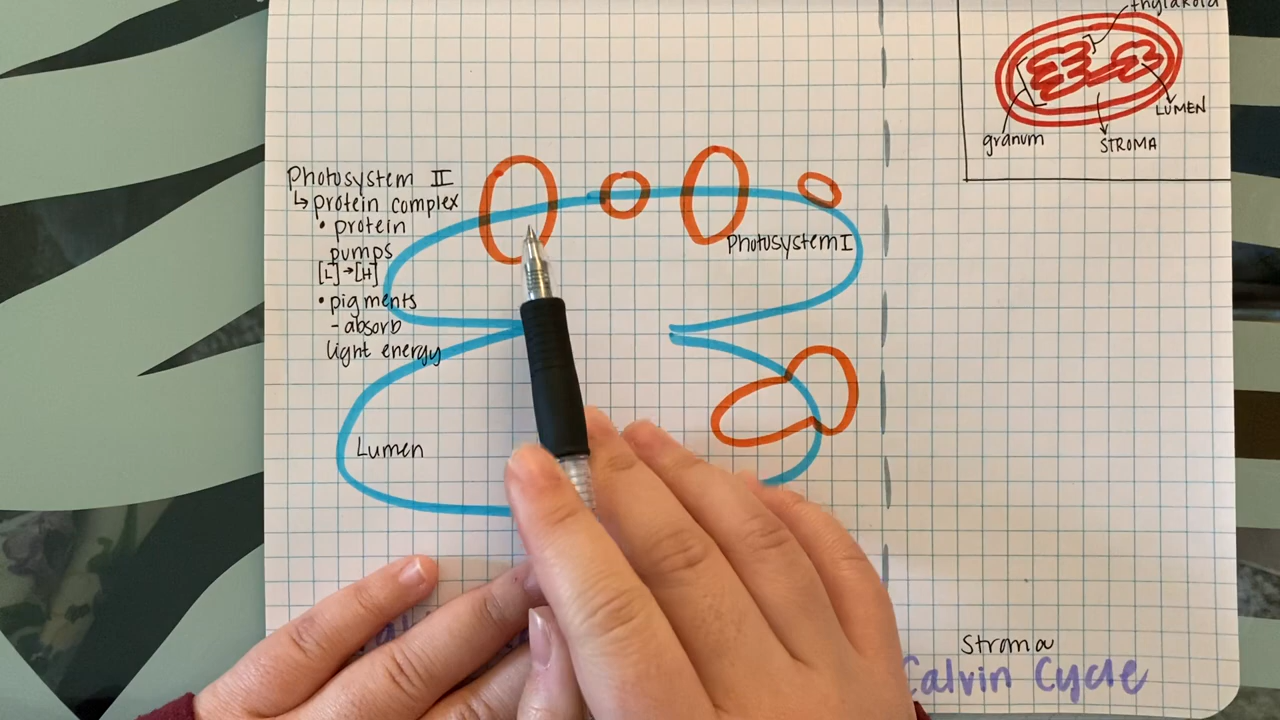 thylakoid
LUMEN
granum
STROMA
Photosystem II
↳ protein complex
• protein
pumps
[L]→[H]
• pigments
- absorb
light energy
Photosystem I
Lumen
Stroma
Calvin Cycle